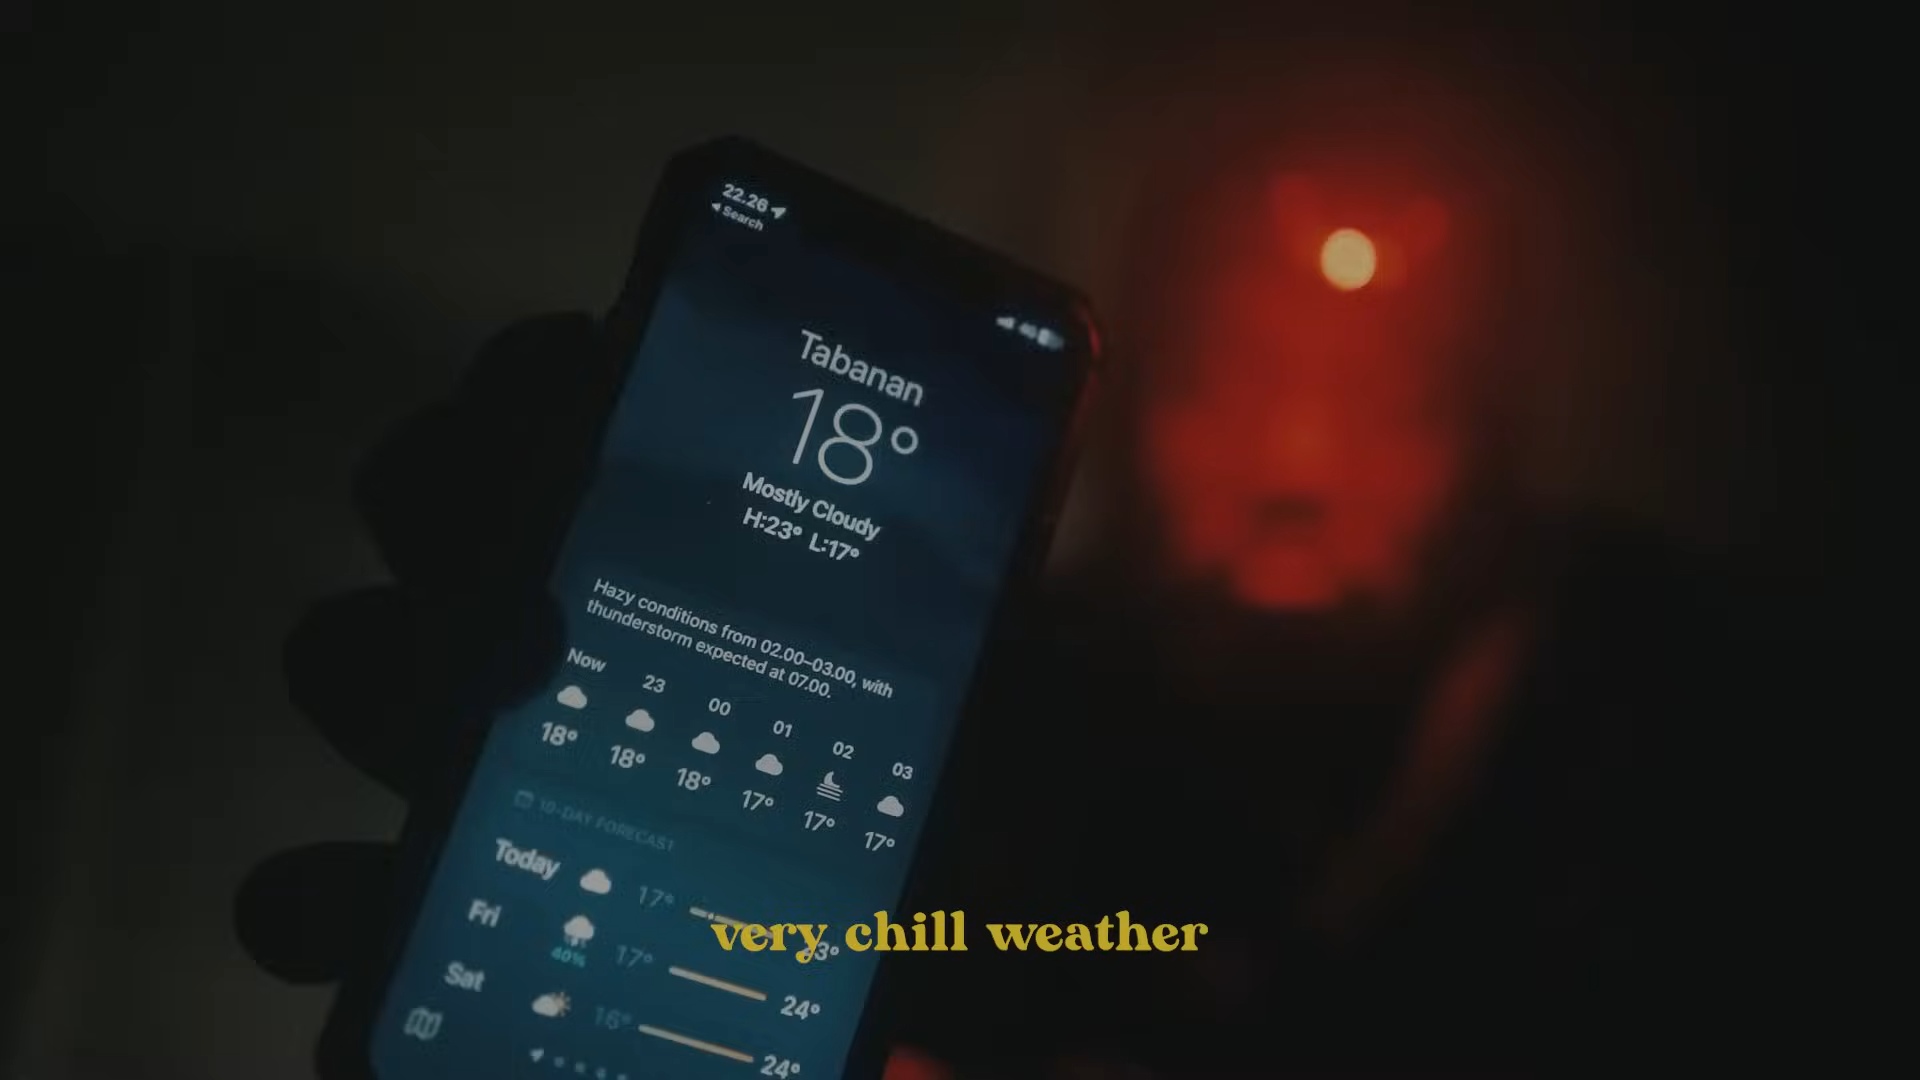 22.26
Search
Tabanan
18°
Mostly Cloudy
H:23° L:17°
Hazy conditions from 02.00–03.00, with
thunderstorm expected at 07.00.
Now 23 00 01 02 03
18° 18° 18° 17° 17° 17°
10-DAY FORECAST
Today 17° 23°
Fri 40% 17° 24°
Sat 16° 24°
very chill weather